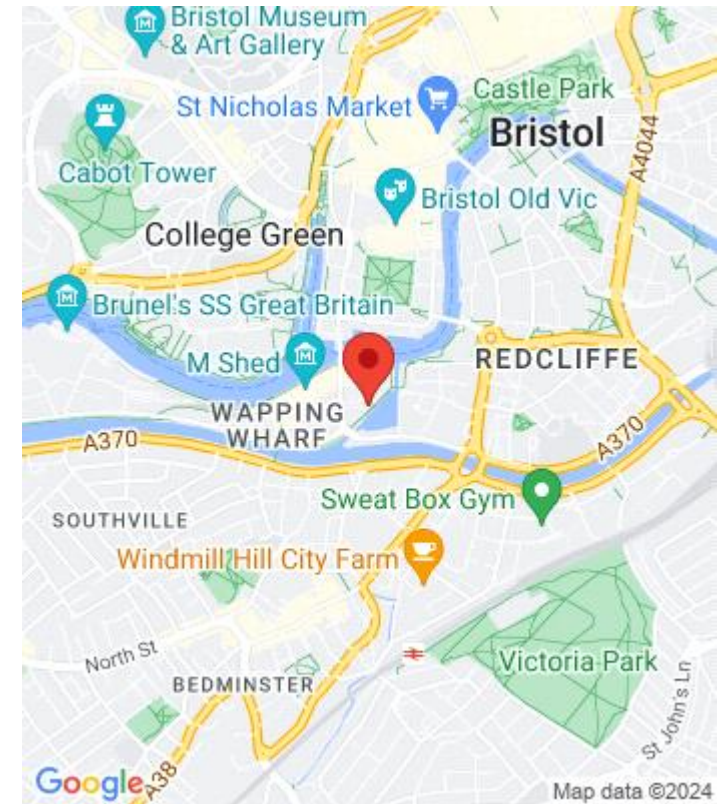 Bristol Museum
& Art Gallery
Castle Park
St Nicholas Market
Bristol
A4044
Cabot Tower
Bristol Old Vic
College Green
Brunel's SS Great Britain
M Shed
REDCLIFFE
WAPPING
WHARF
A370
A370
Sweat Box Gym
SOUTHVILLE
Windmill Hill City Farm
North St
Victoria Park
BEDMINSTER
St John's Ln
Google
A38
Map data ©2024